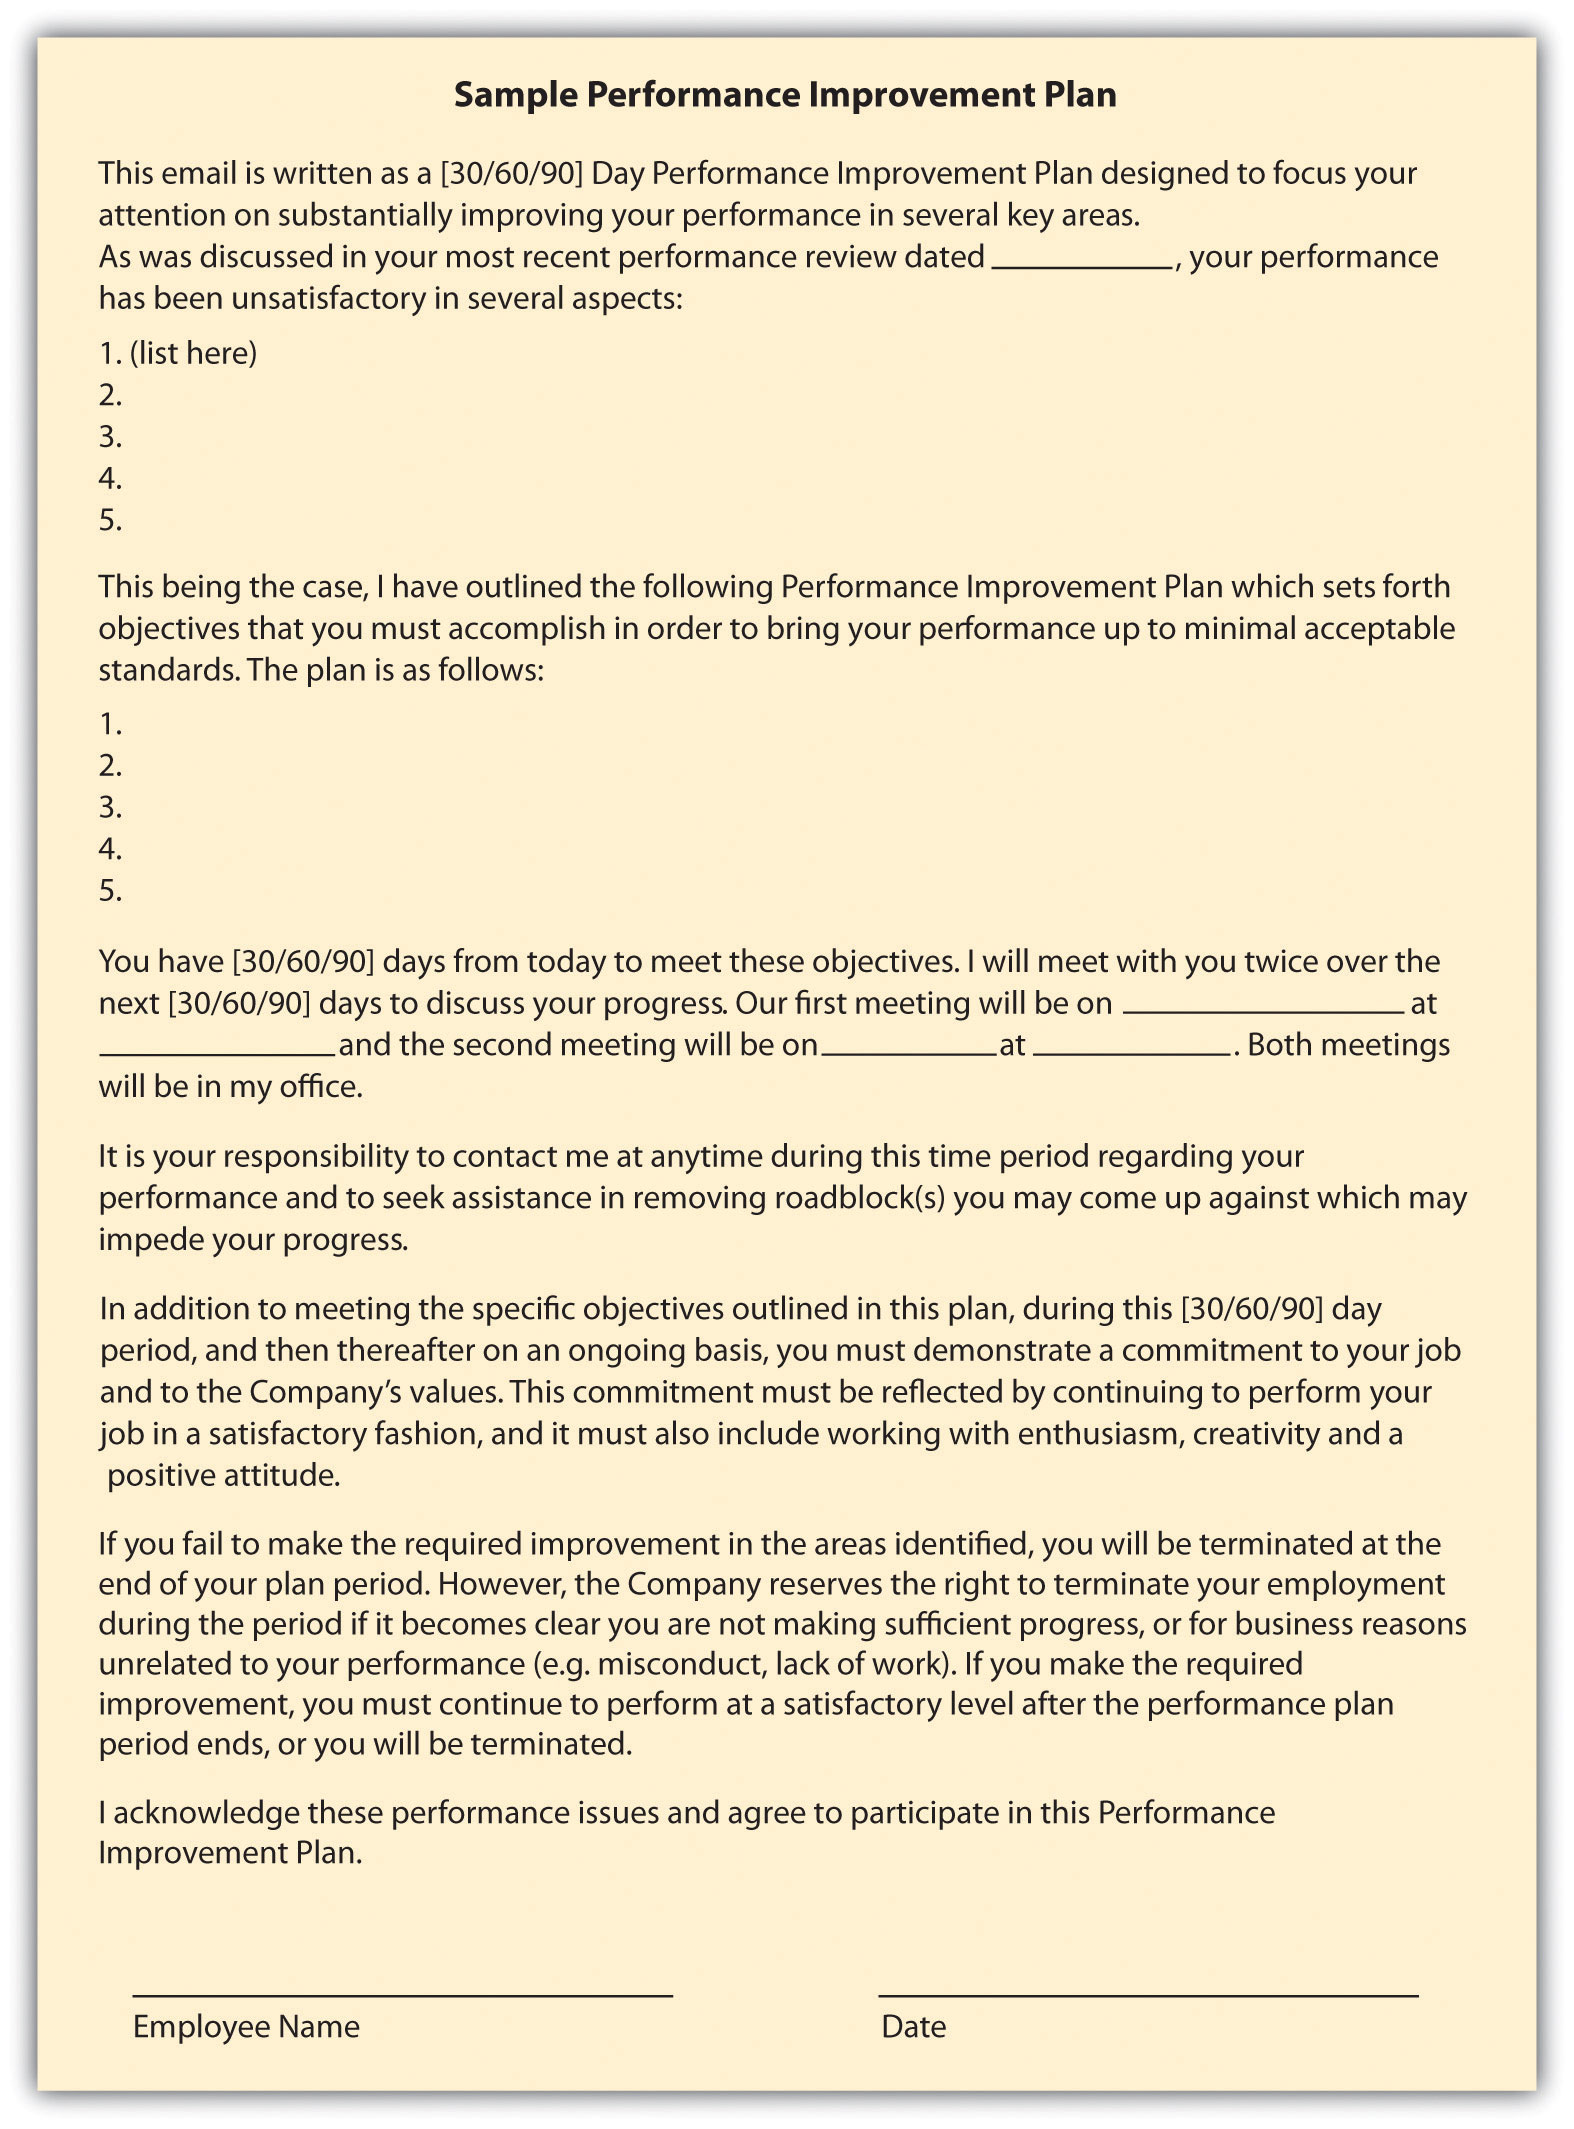 Sample Performance Improvement Plan
This email is written as a [30/60/90] Day Performance Improvement Plan designed to focus your
attention on substantially improving your performance in several key areas.
As was discussed in your most recent performance review dated __________, your performance
has been unsatisfactory in several aspects:
1. (list here)
2.
3.
4.
5.
This being the case, I have outlined the following Performance Improvement Plan which sets forth
objectives that you must accomplish in order to bring your performance up to minimal acceptable
standards. The plan is as follows:
1.
2.
3.
4.
5.
You have [30/60/90] days from today to meet these objectives. I will meet with you twice over the
next [30/60/90] days to discuss your progress. Our first meeting will be on ________________ at
_____________ and the second meeting will be on __________ at ___________. Both meetings
will be in my office.
It is your responsibility to contact me at anytime during this time period regarding your
performance and to seek assistance in removing roadblock(s) you may come up against which may
impede your progress.
In addition to meeting the specific objectives outlined in this plan, during this [30/60/90] day
period, and then thereafter on an ongoing basis, you must demonstrate a commitment to your job
and to the Company’s values. This commitment must be reflected by continuing to perform your
job in a satisfactory fashion, and it must also include working with enthusiasm, creativity and a
positive attitude.
If you fail to make the required improvement in the areas identified, you will be terminated at the
end of your plan period. However, the Company reserves the right to terminate your employment
during the period if it becomes clear you are not making sufficient progress, or for business reasons
unrelated to your performance (e.g. misconduct, lack of work). If you make the required
improvement, you must continue to perform at a satisfactory level after the performance plan
period ends, or you will be terminated.
I acknowledge these performance issues and agree to participate in this Performance
Improvement Plan.
Employee Name
Date